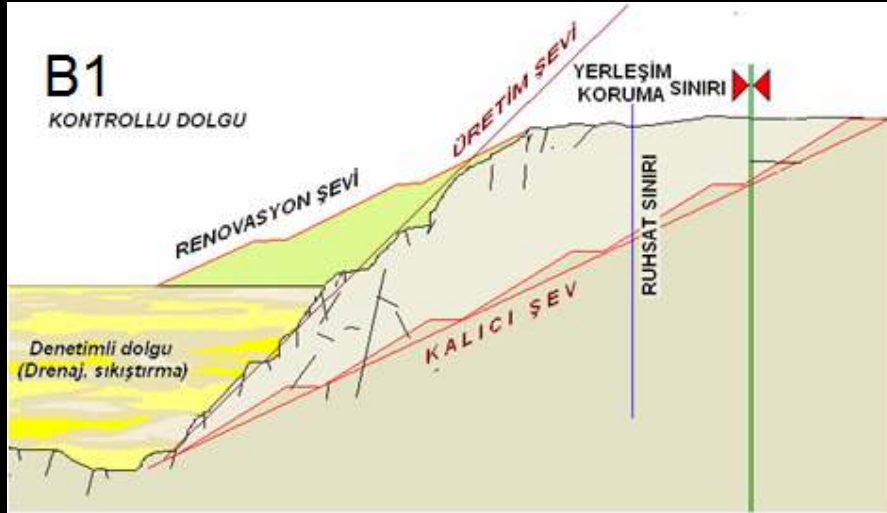 B1
KONTROLLU DOLGU
RENOVASYON ŞEVİ
ÜRETİM ŞEVİ
YERLEŞİM
KORUMA SINIRI
RUHSAT SINIRI
KALICI ŞEV
Denetimli dolgu
(Drenaj, sıkıştırma)